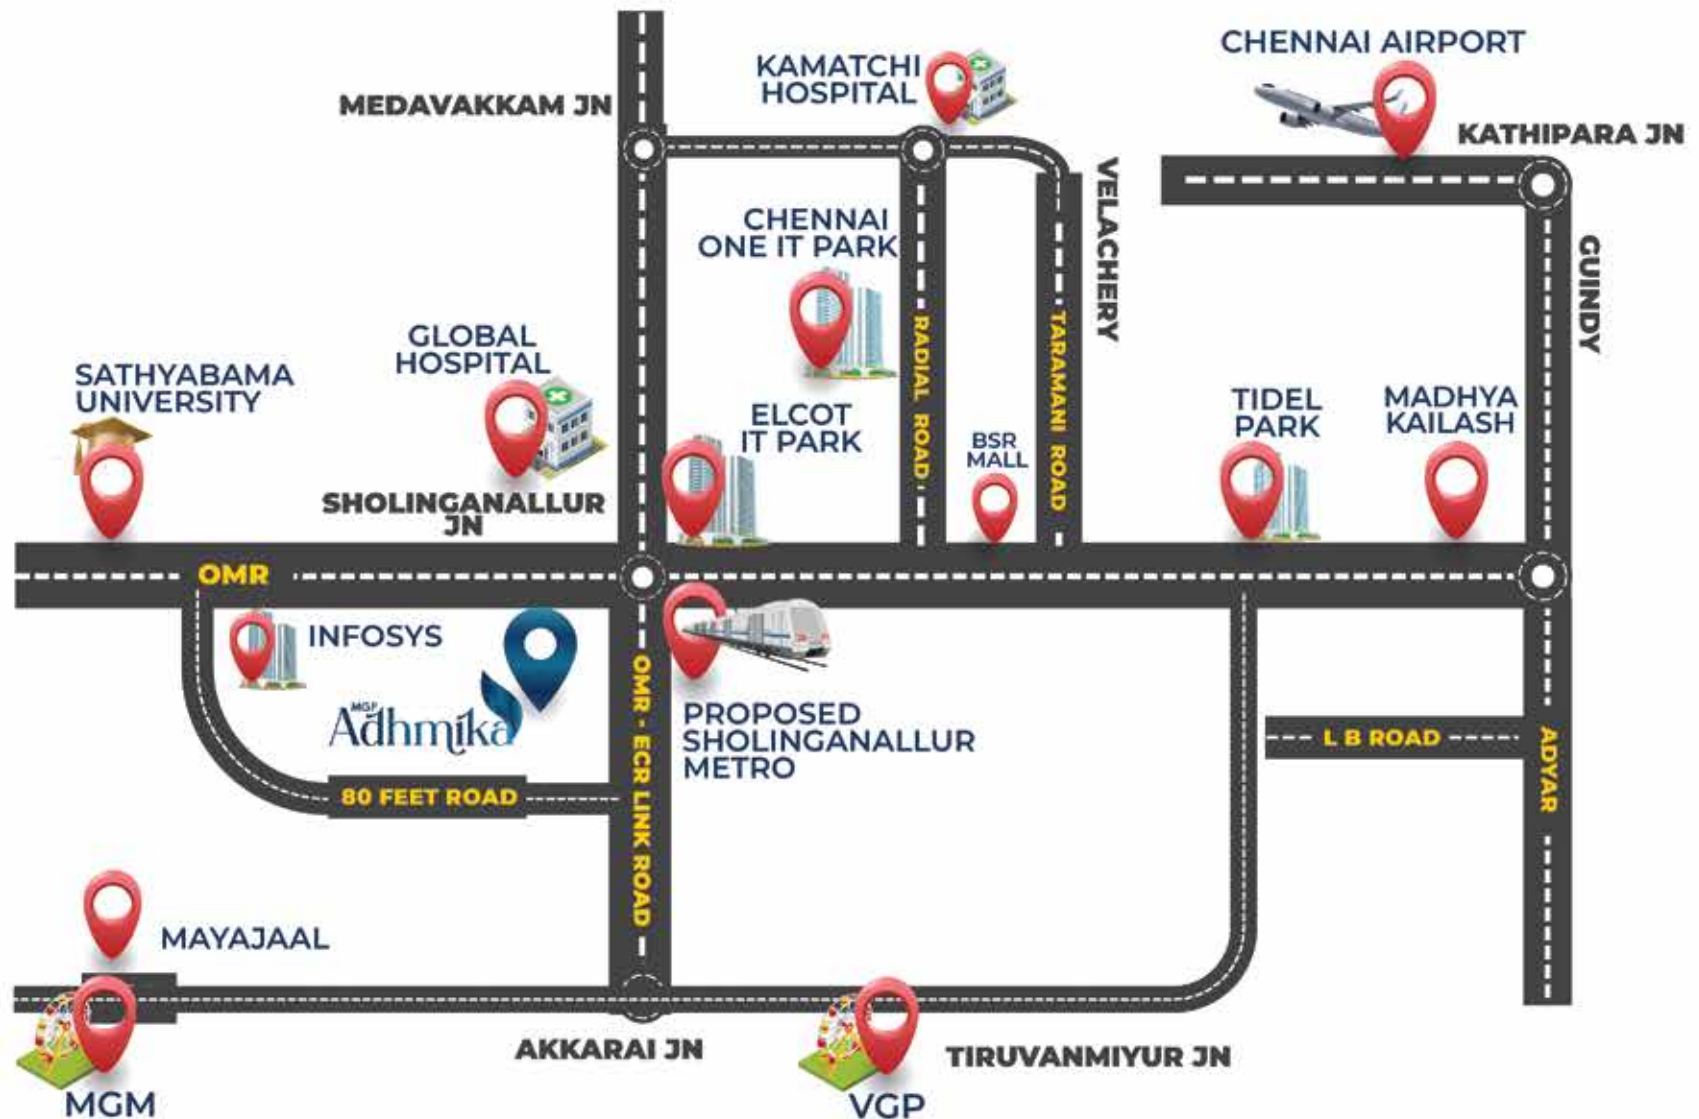 CHENNAI AIRPORT
KAMATCHI
HOSPITAL
MEDAVAKKAM JN
KATHIPARA JN
VELACHERY
CHENNAI
ONE IT PARK
GUINDY
GLOBAL
HOSPITAL
RADIAL ROAD
TARAMANI ROAD
SATHYABAMA
UNIVERSITY
ELCOT
IT PARK
BSR
MALL
TIDEL
PARK
MADHYA
KAILASH
SHOLINGANALLUR
JN
OMR
INFOSYS
MGP
Adhmika
OMR - ECR LINK ROAD
PROPOSED
SHOLINGANALLUR
METRO
L B ROAD
ADYAR
80 FEET ROAD
MAYAJAAL
AKKARAI JN
TIRUVANMIYUR JN
MGM
VGP